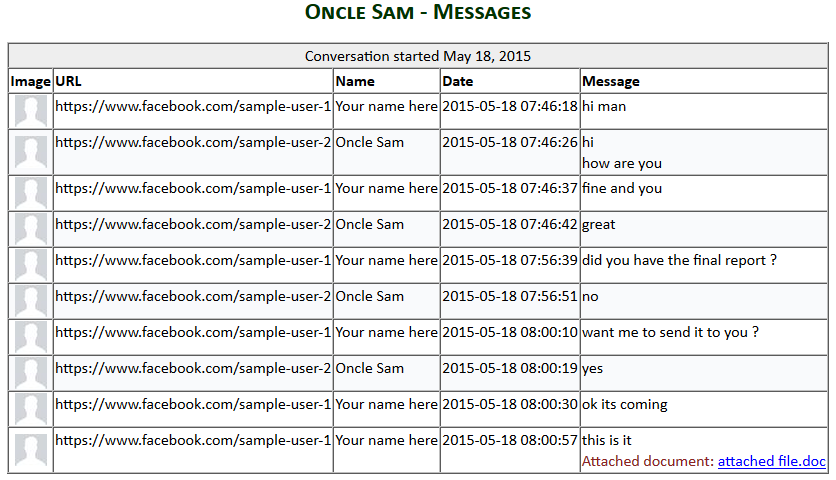 Oncle Sam - Messages
Conversation started May 18, 2015
Image URL Name Date Message
https://www.facebook.com/sample-user-1 Your name here 2015-05-18 07:46:18 hi man
https://www.facebook.com/sample-user-2 Oncle Sam 2015-05-18 07:46:26 hi
how are you
https://www.facebook.com/sample-user-1 Your name here 2015-05-18 07:46:37 fine and you
https://www.facebook.com/sample-user-2 Oncle Sam 2015-05-18 07:46:42 great
https://www.facebook.com/sample-user-1 Your name here 2015-05-18 07:56:39 did you have the final report ?
https://www.facebook.com/sample-user-2 Oncle Sam 2015-05-18 07:56:51 no
https://www.facebook.com/sample-user-1 Your name here 2015-05-18 08:00:10 want me to send it to you ?
https://www.facebook.com/sample-user-2 Oncle Sam 2015-05-18 08:00:19 yes
https://www.facebook.com/sample-user-1 Your name here 2015-05-18 08:00:30 ok its coming
https://www.facebook.com/sample-user-1 Your name here 2015-05-18 08:00:57 this is it
Attached document: attached file.doc